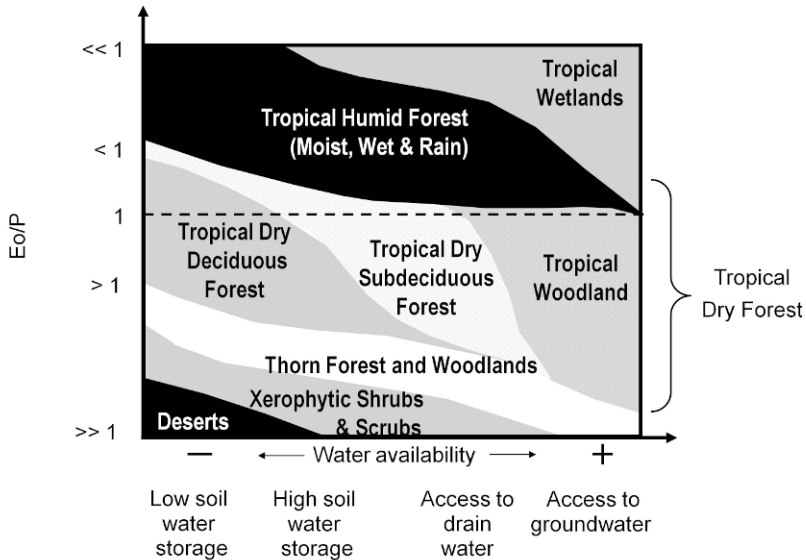 << 1
Tropical
Wetlands
Tropical Humid Forest
(Moist, Wet & Rain)
< 1
1
Eo/P
Tropical Dry
Deciduous
Forest
Tropical Dry
Subdeciduous
Forest
Tropical
Woodland
Tropical
Dry Forest
> 1
Thorn Forest and Woodlands
Xerophytic Shrubs
& Scrubs
Deserts
>> 1
− Water availability +
Low soil
water
storage
High soil
water
storage
Access to
drain
water
Access to
groundwater